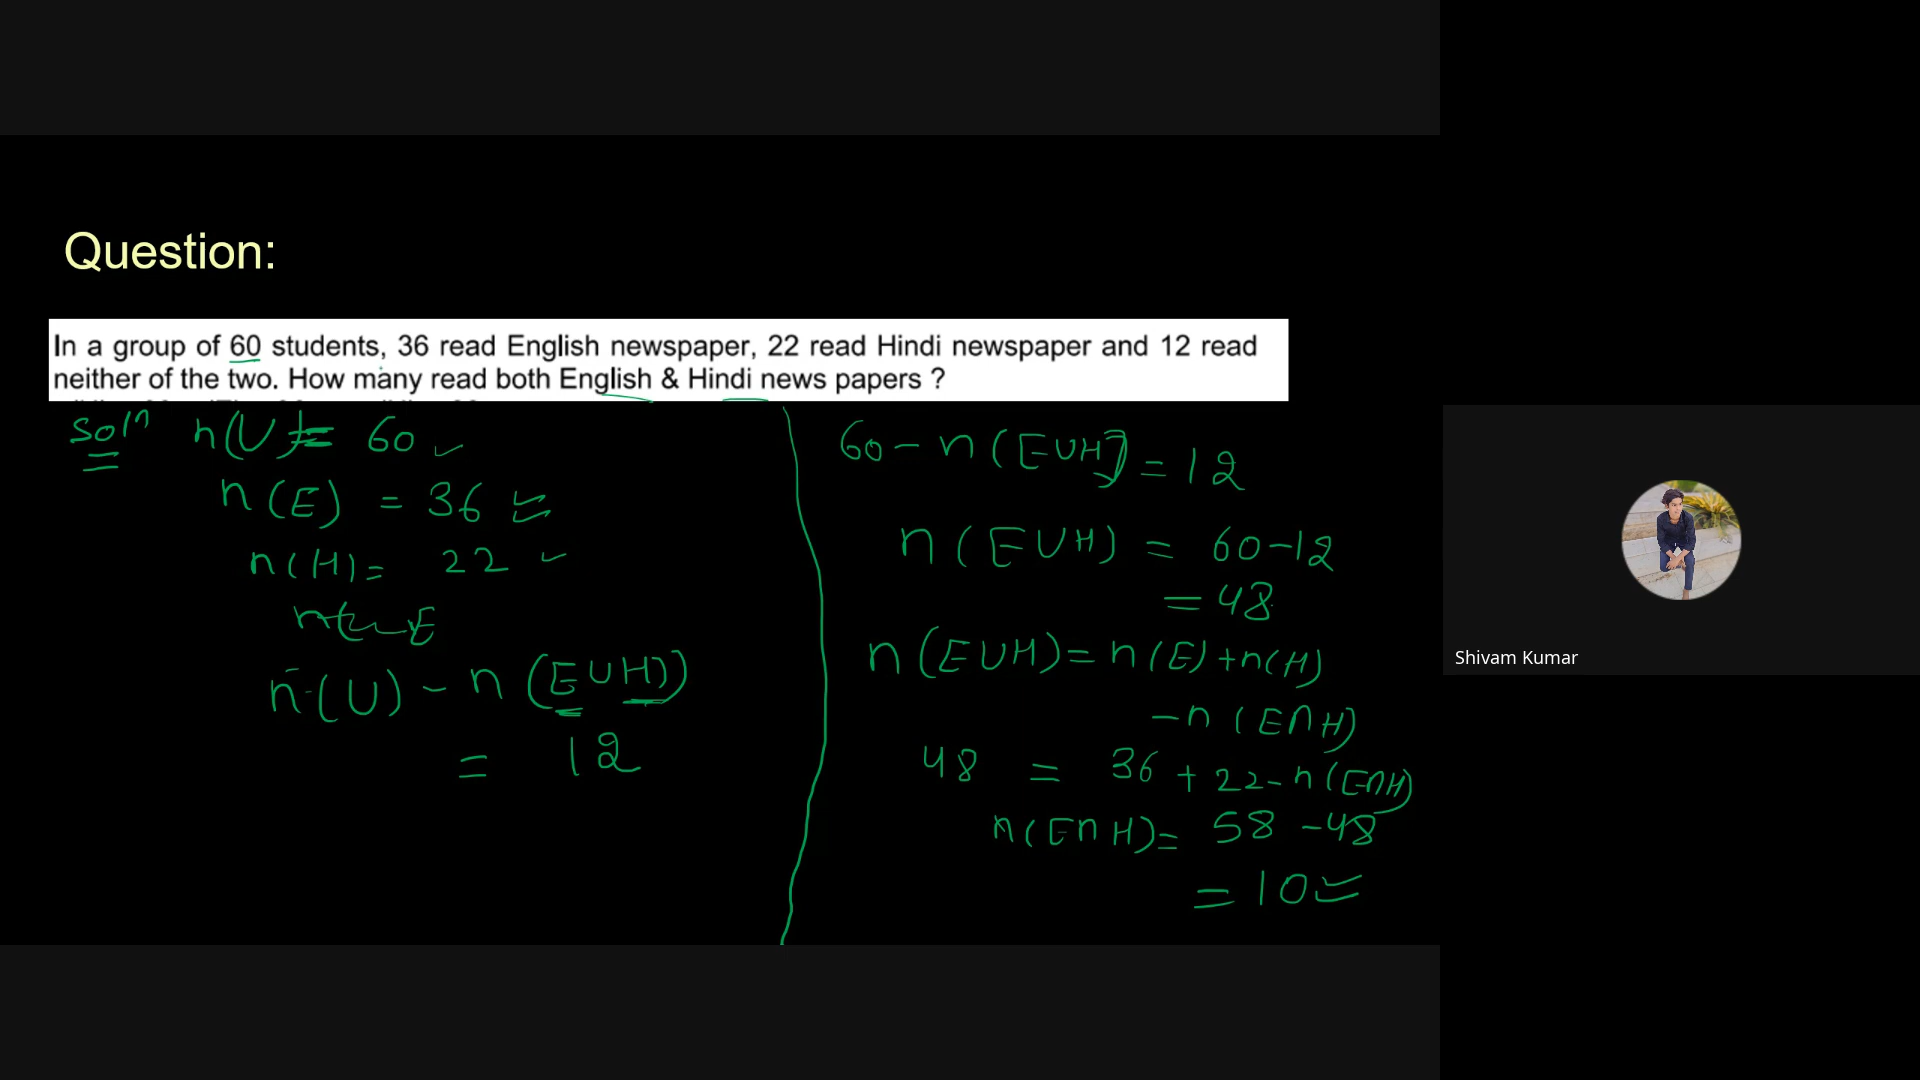 Question:
In a group of 60 students, 36 read English newspaper, 22 read Hindi newspaper and 12 read
neither of the two. How many read both English & Hindi news papers ?
Soln n(U) = 60 ✓
n(E) = 36
n(H) = 22 ✓
n(U) - n(E∪H))
= 12
60 - n(E∪H) = 12
n(E∪H) = 60-12
= 48
n(E∪H) = n(E) + n(H)
- n(E∩H)
48 = 36 + 22 - n(E∩H)
n(E∩H) = 58 - 48
= 10
Shivam Kumar